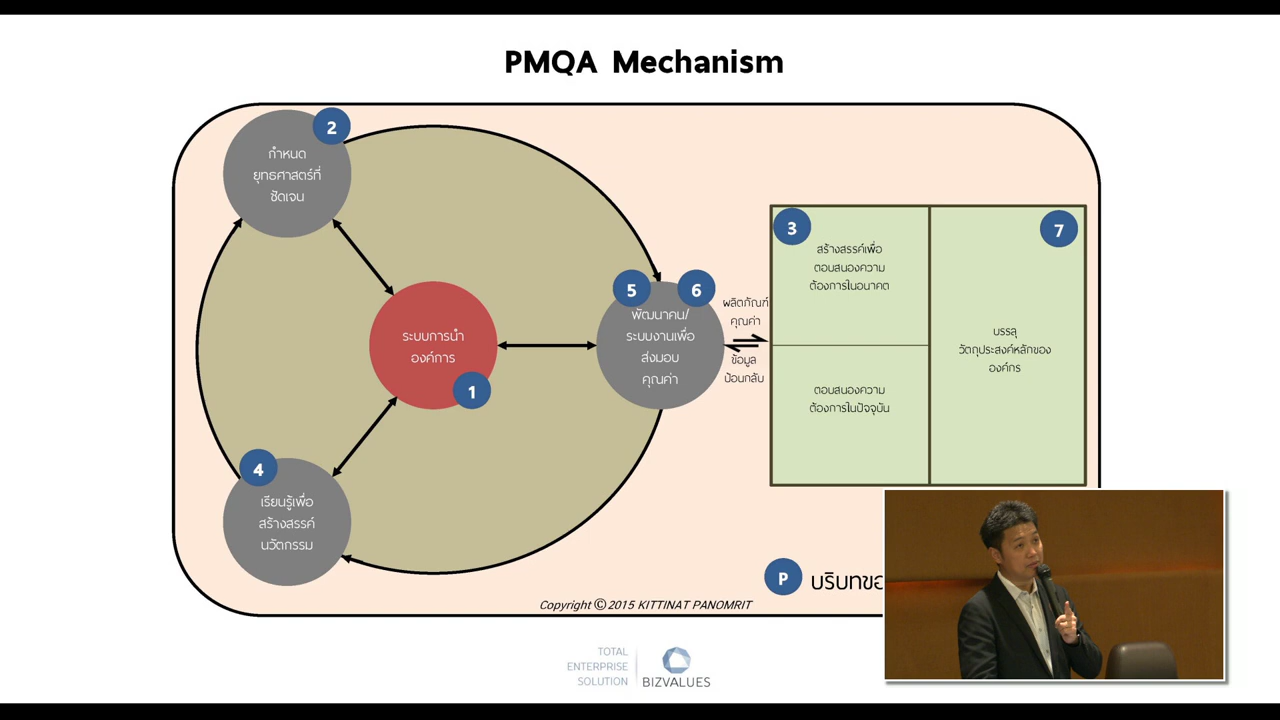 PMQA Mechanism
2
กำหนด
ยุทธศาสตร์ที่
ชัดเจน
ระบบการนำ
องค์การ
1
4
เรียนรู้เพื่อ
สร้างสรรค์
นวัตกรรม
5
6
พัฒนาคน/
ระบบงานเพื่อ
ส่งมอบ
คุณค่า
ผลิตภัณฑ์
คุณค่า
ข้อมูล
ป้อนกลับ
3
สร้างสรรค์เพื่อ
ตอบสนองความ
ต้องการในอนาคต
ตอบสนองความ
ต้องการในปัจจุบัน
7
บรรลุ
วัตถุประสงค์หลักของ
องค์กร
P
บริบทขอ
Copyright © 2015 KITTINAT PANOMRIT
TOTAL
ENTERPRISE
SOLUTION
BIZVALUES